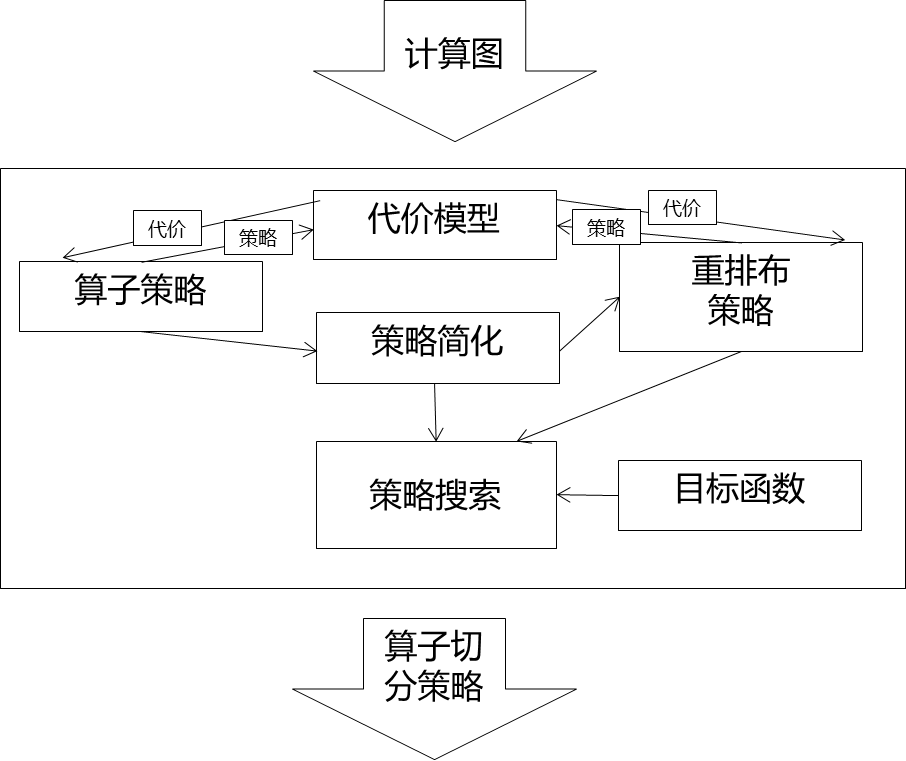 计算图
代价模型
代价
策略
代价
策略
算子策略
重排布
策略
策略简化
策略搜索
目标函数
算子切
分策略